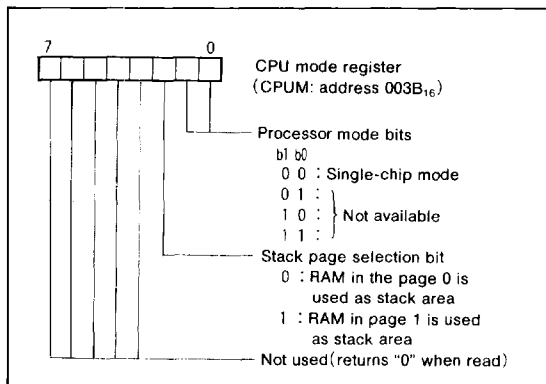 7 0
CPU mode register
(CPUM: address 003B₁₆)
Processor mode bits
b1 b0
0 0 : Single-chip mode
0 1 :
1 0 : Not available
1 1 :
Stack page selection bit
0 : RAM in the page 0 is
used as stack area
1 : RAM in page 1 is used
as stack area
Not used(returns "0" when read)